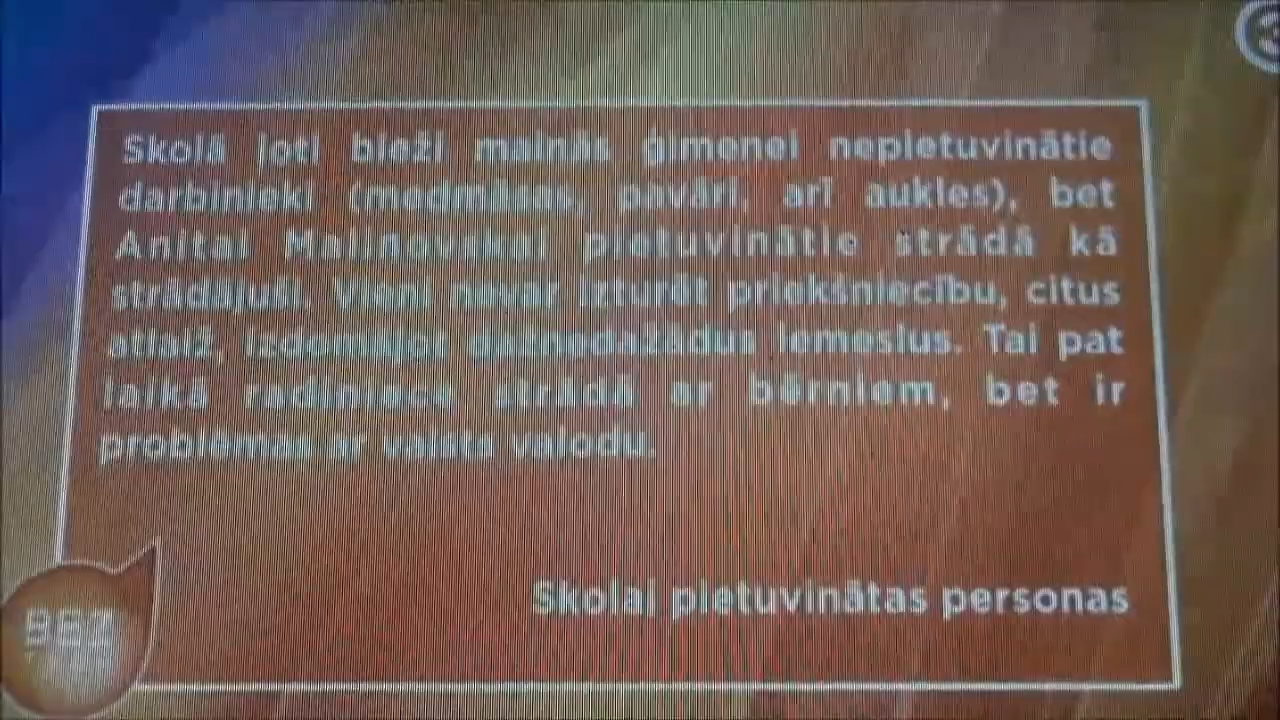 Skolā ļoti bieži mainās ģimenei nepietuvinātie
darbinieki (medmāsas, pavāri, arī aukles), bet
Anitai Malinovskai pietuvinātie strādā kā
strādājuši. Vieni nevar izturēt priekšniecību, citus
atlaiž, izdomājot dažnedažādus iemeslus. Tai pat
laikā radiniece strādā ar bērniem, bet ir
problēmas ar valsts valodu.
Skolai pietuvinātas personas